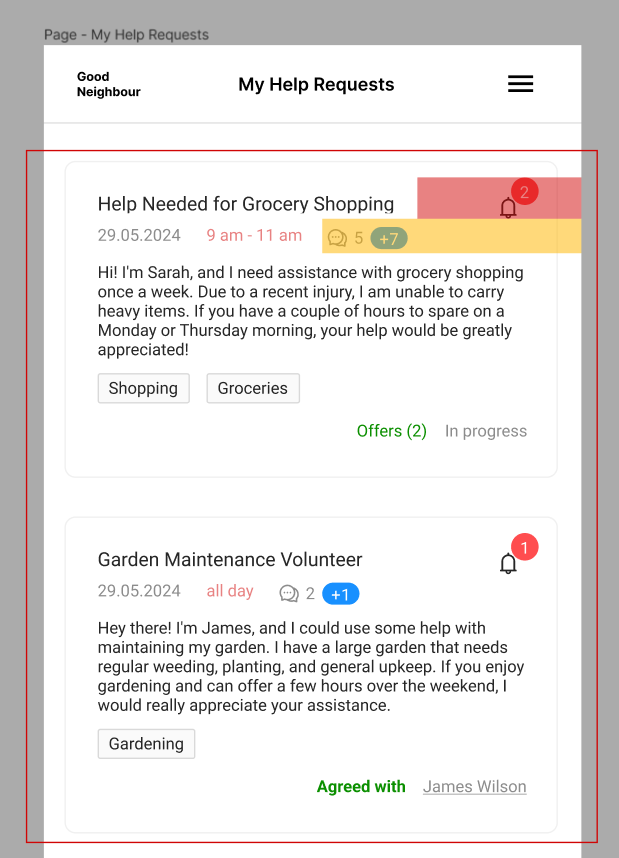 Page - My Help Requests
Good
Neighbour
My Help Requests
2
Help Needed for Grocery Shopping
29.05.2024 9 am - 11 am 5 +7
Hi! I'm Sarah, and I need assistance with grocery shopping
once a week. Due to a recent injury, I am unable to carry
heavy items. If you have a couple of hours to spare on a
Monday or Thursday morning, your help would be greatly
appreciated!
Shopping Groceries
Offers (2) In progress
1
Garden Maintenance Volunteer
29.05.2024 all day 2 +1
Hey there! I'm James, and I could use some help with
maintaining my garden. I have a large garden that needs
regular weeding, planting, and general upkeep. If you enjoy
gardening and can offer a few hours over the weekend, I
would really appreciate your assistance.
Gardening
Agreed with James Wilson